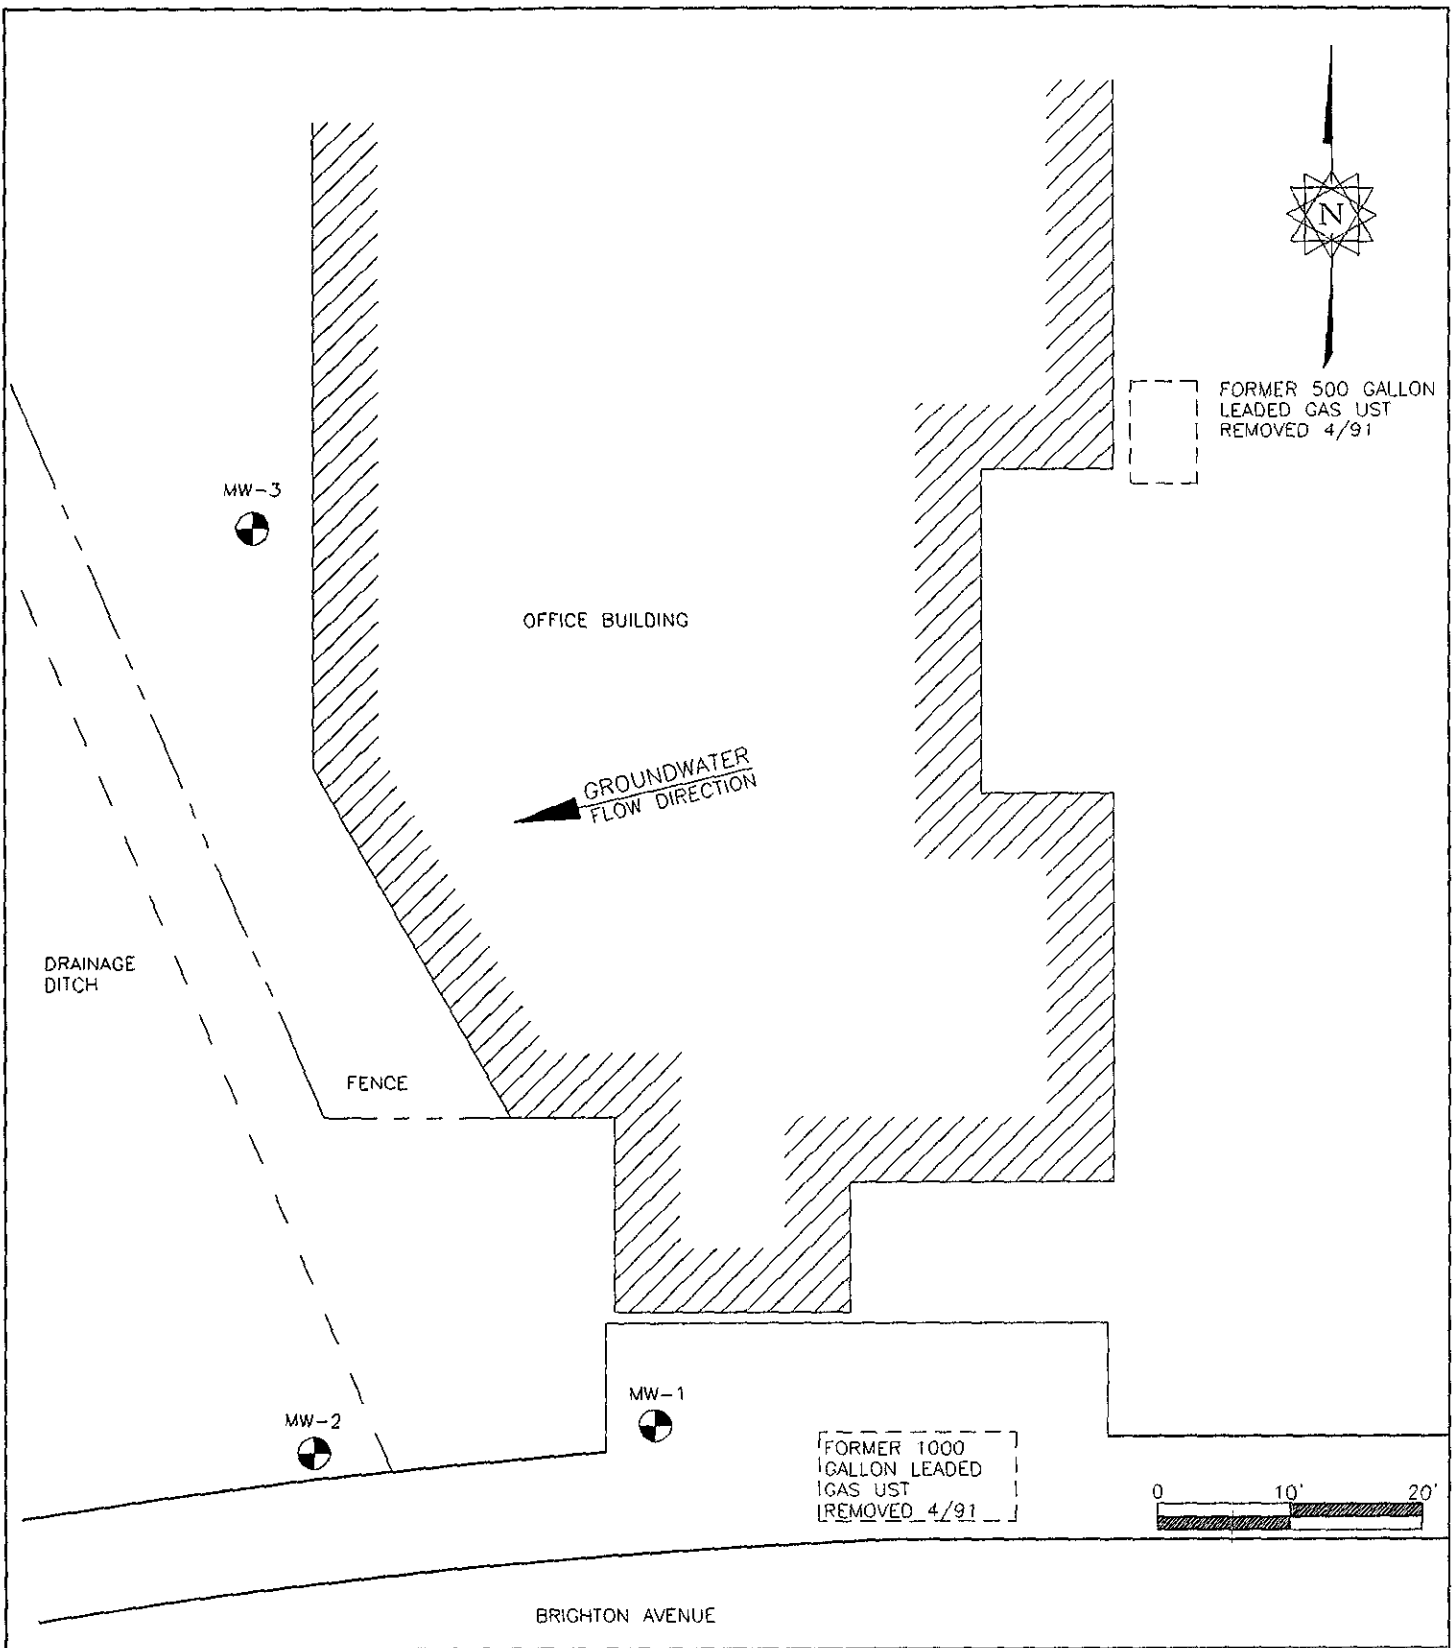 N
FORMER 500 GALLON
LEADED GAS UST
REMOVED 4/91
MW-3
OFFICE BUILDING
GROUNDWATER
FLOW DIRECTION
DRAINAGE
DITCH
FENCE
MW-1
MW-2
FORMER 1000
GALLON LEADED
GAS UST
REMOVED 4/91
0 10' 20'
BRIGHTON AVENUE